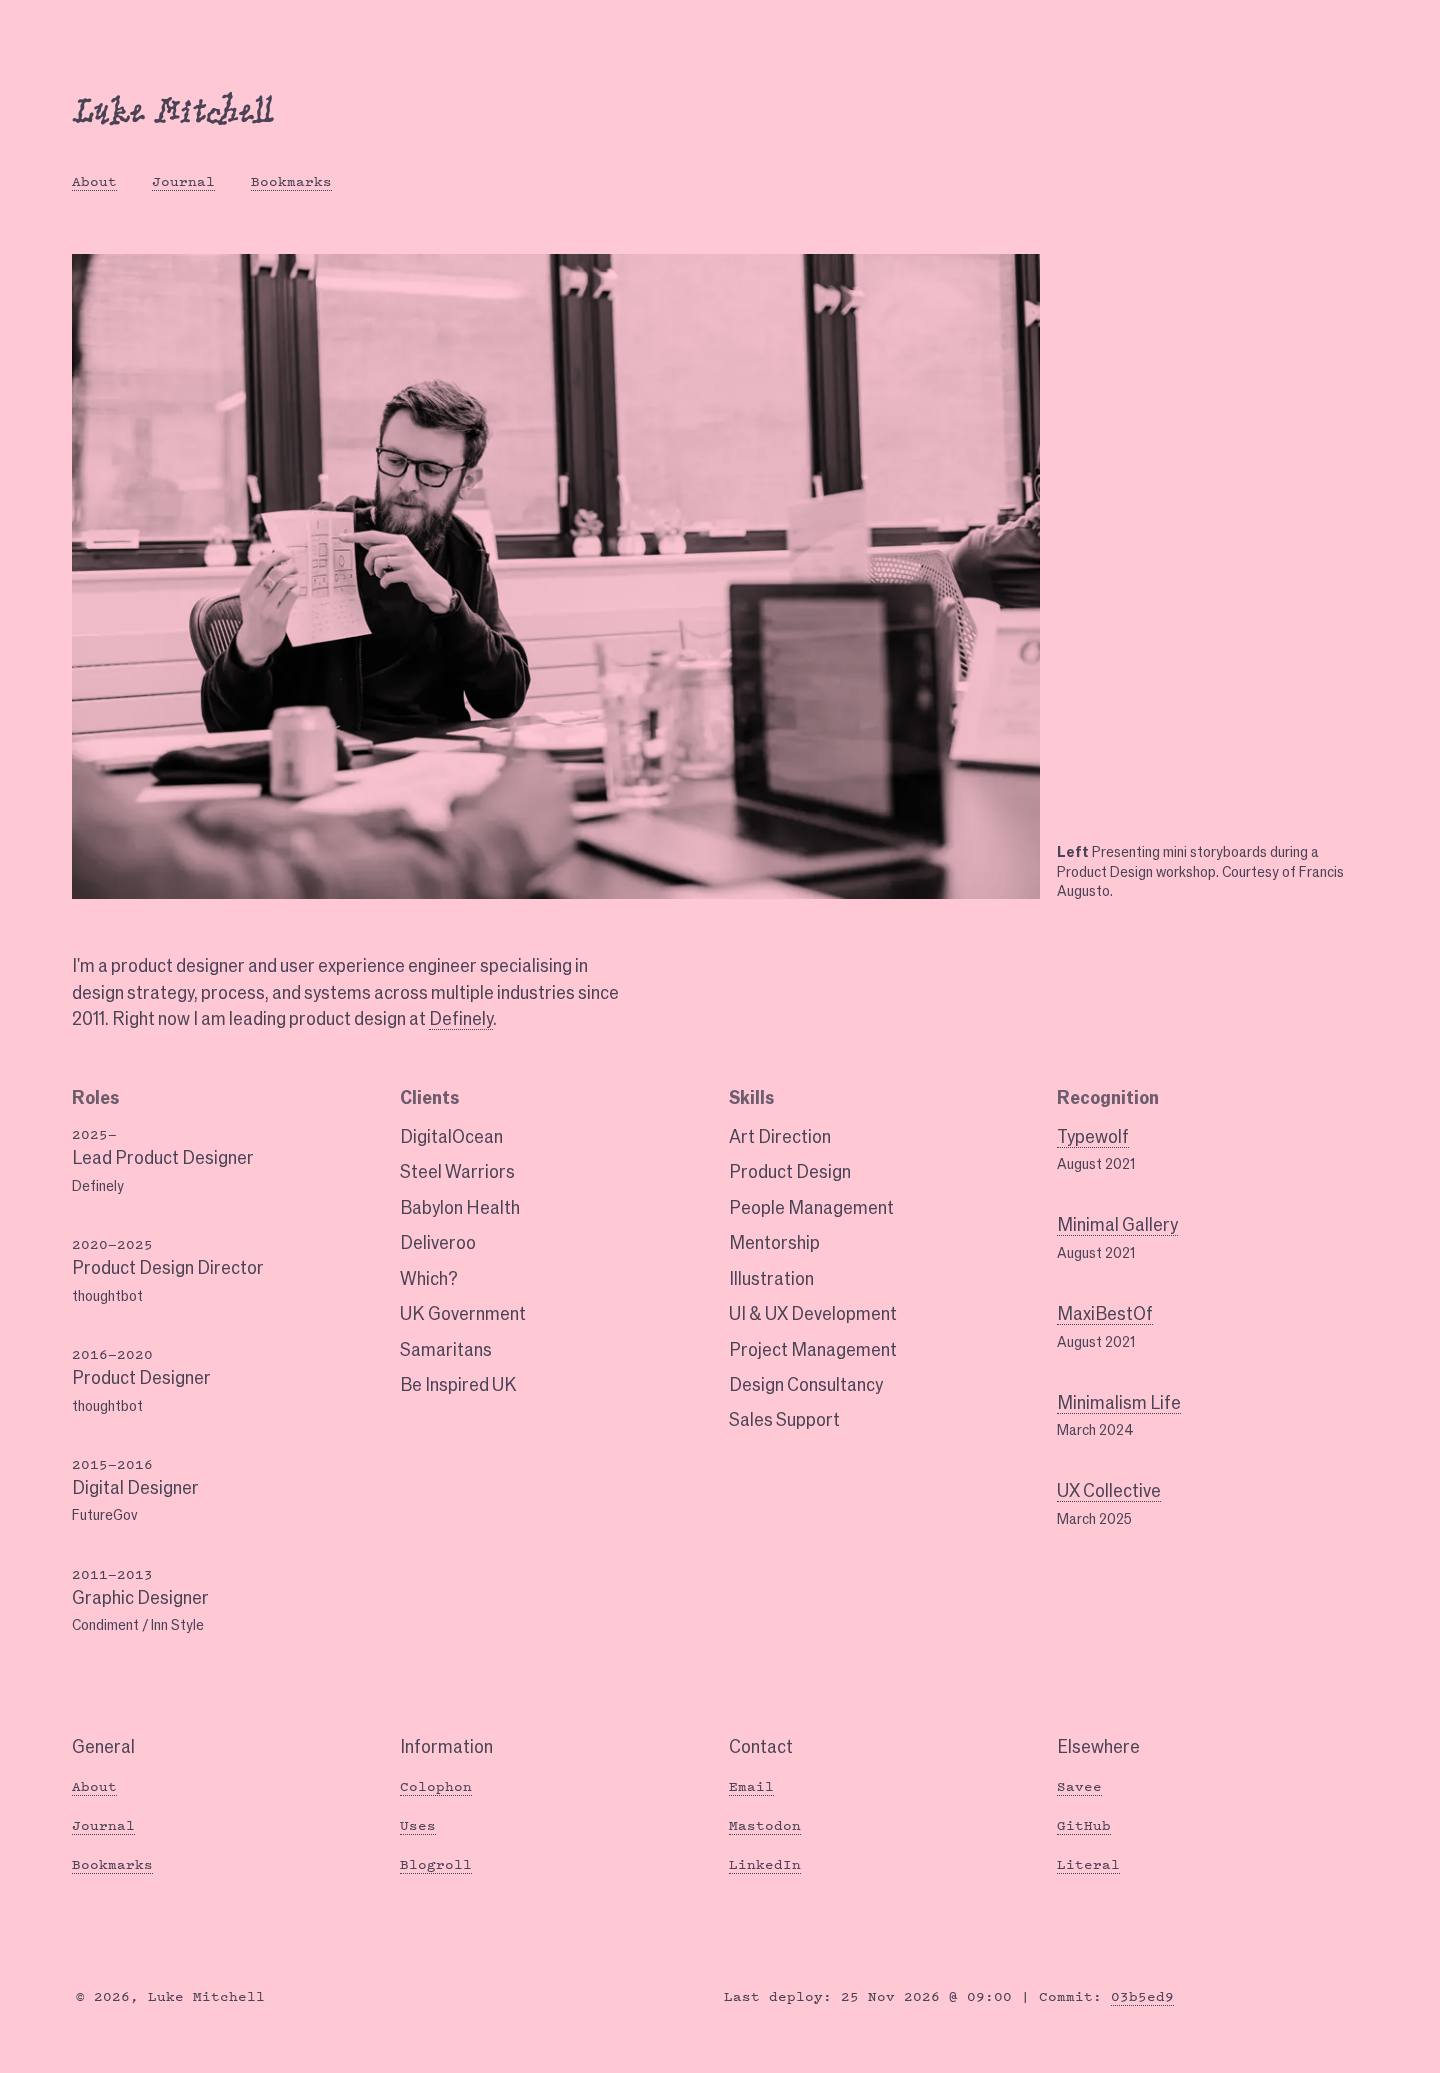 Luke Mitchell
About Journal Bookmarks
Left Presenting mini storyboards during a
Product Design workshop. Courtesy of Francis
Augusto.
I'm a product designer and user experience engineer specialising in
design strategy, process, and systems across multiple industries since
2011. Right now I am leading product design at Definely.
Roles
2025–
Lead Product Designer
Definely
2020–2025
Product Design Director
thoughtbot
2016–2020
Product Designer
thoughtbot
2015–2016
Digital Designer
FutureGov
2011–2013
Graphic Designer
Condiment / Inn Style
Clients
DigitalOcean
Steel Warriors
Babylon Health
Deliveroo
Which?
UK Government
Samaritans
Be Inspired UK
Skills
Art Direction
Product Design
People Management
Mentorship
Illustration
UI & UX Development
Project Management
Design Consultancy
Sales Support
Recognition
Typewolf
August 2021
Minimal Gallery
August 2021
MaxiBestOf
August 2021
Minimalism Life
March 2024
UX Collective
March 2025
General
About
Journal
Bookmarks
Information
Colophon
Uses
Blogroll
Contact
Email
Mastodon
LinkedIn
Elsewhere
Savee
GitHub
Literal
© 2026, Luke Mitchell
Last deploy: 25 Nov 2026 @ 09:00 | Commit: 03b5ed9